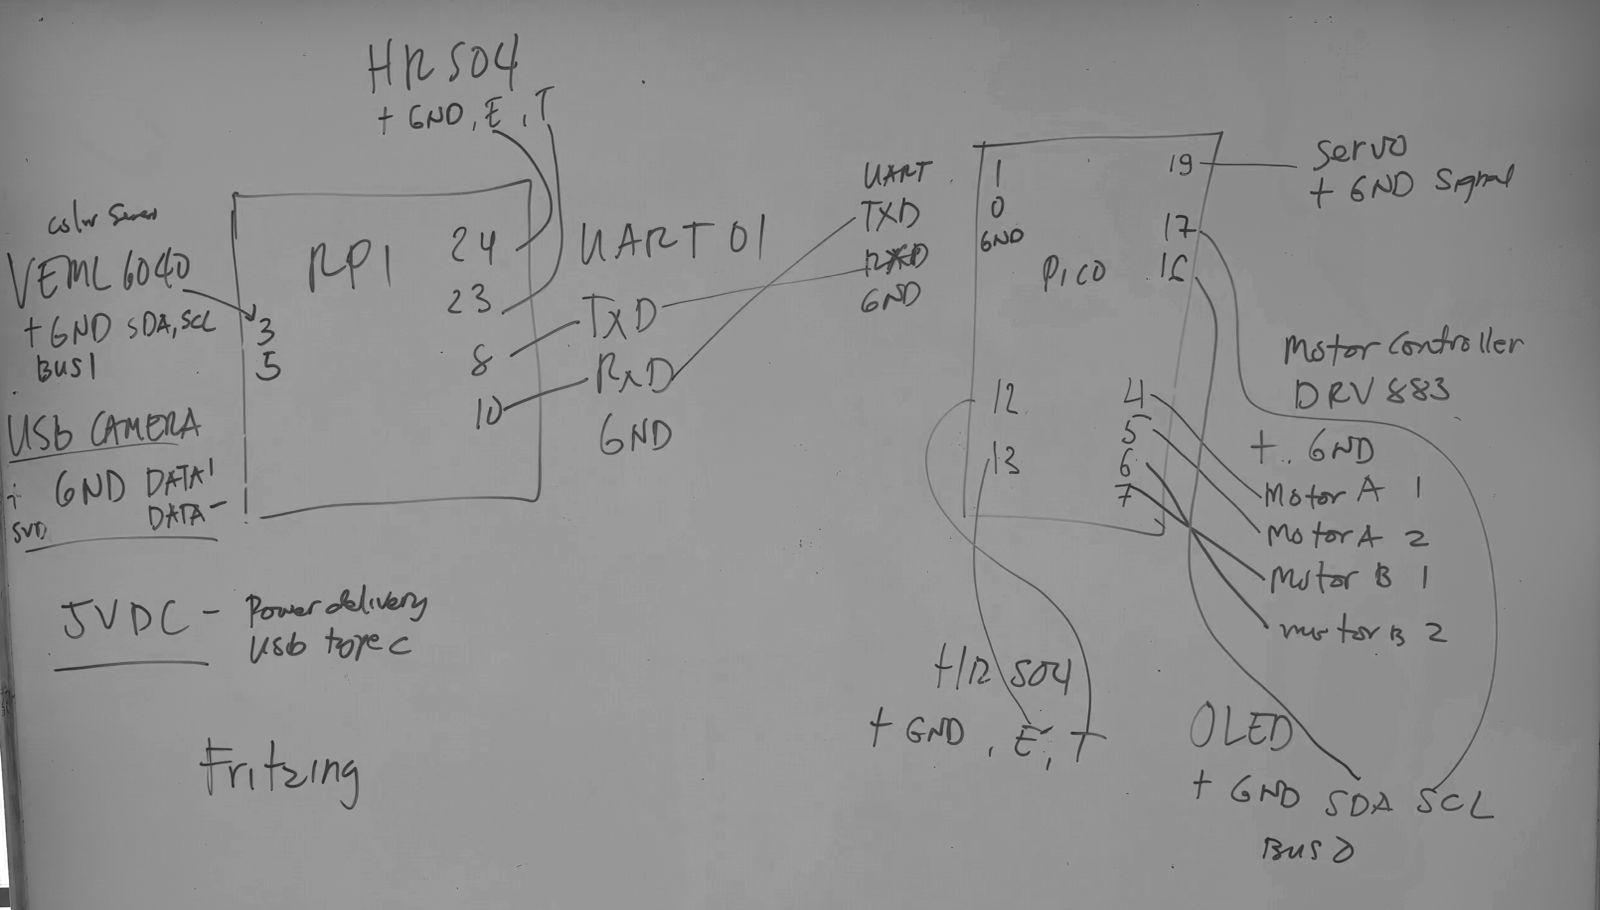 HR S04
+ GND, E, T
Color Sensor
VEML 6040
+ GND SDA, SCL
BUS 1
3
5
RPI
24
23
8
10
UART 01
TXD
RXD
GND
USb CAMERA
+ GND DATA+
5VD DATA-
5VDC - Power delivery
USb type C
Fritzing
UART
TXD
RXD
GND
1
0
GND
PICO
19
17
16
12
13
4
5
6
7
Servo
+ GND Signal
Motor Controller
DRV 883
+ . GND
Motor A 1
Motor A 2
Motor B 1
motor B 2
HR S04
+ GND, E, T
OLED
+ GND SDA SCL
BUS 0